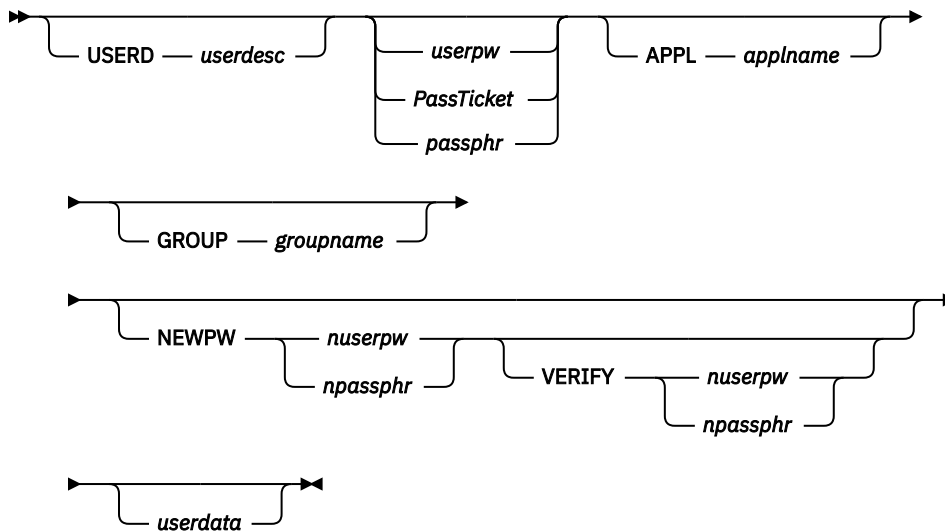 USERD userdesc userpw APPL applname
PassTicket
passphr
GROUP groupname
NEWPW nuserpw VERIFY nuserpw
npassphr npassphr
userdata